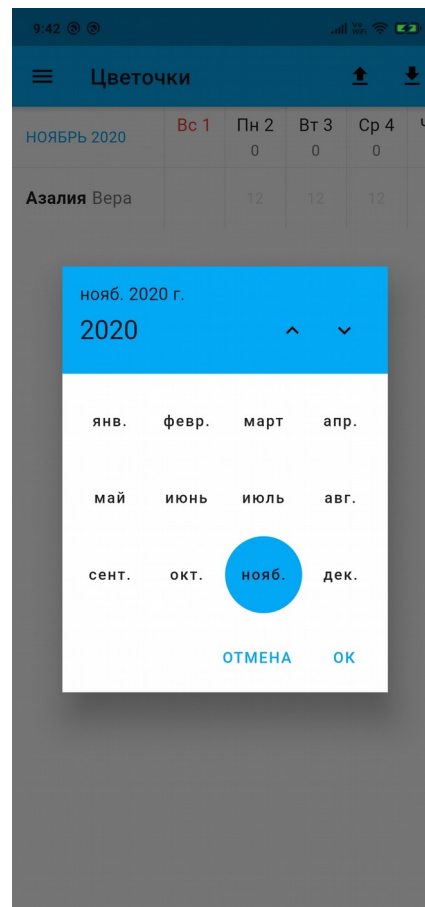 9:42
Vo WiFi
Цветочки
НОЯБРЬ 2020 Вс 1 Пн 2 Вт 3 Ср 4 Ч
0 0 0
Азалия Вера 12 12 12
нояб. 2020 г.
2020
янв. февр. март апр.
май июнь июль авг.
сент. окт. нояб. дек.
ОТМЕНА ОК